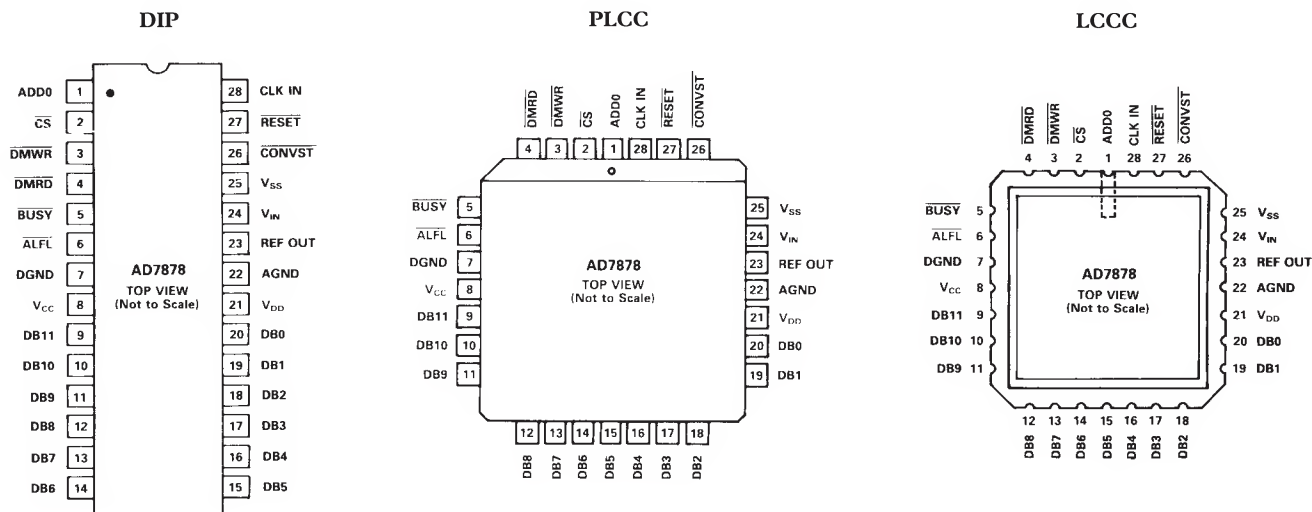 DIP
ADD0 1
CS 2
DMWR 3
DMRD 4
BUSY 5
ALFL 6
DGND 7
VCC 8
DB11 9
DB10 10
DB9 11
DB8 12
DB7 13
DB6 14
28 CLK IN
27 RESET
26 CONVST
25 VSS
24 VIN
23 REF OUT
22 AGND
21 VDD
20 DB0
19 DB1
18 DB2
17 DB3
16 DB4
15 DB5
AD7878
TOP VIEW
(Not to Scale)
PLCC
DMRD DMWR CS ADD0 CLK IN RESET CONVST
4 3 2 1 28 27 26
BUSY 5
ALFL 6
DGND 7
VCC 8
DB11 9
DB10 10
DB9 11
AD7878
TOP VIEW
(Not to Scale)
25 VSS
24 VIN
23 REF OUT
22 AGND
21 VDD
20 DB0
19 DB1
12 13 14 15 16 17 18
DB8 DB7 DB6 DB5 DB4 DB3 DB2
LCCC
DMRD DMWR CS ADD0 CLK IN RESET CONVST
4 3 2 1 28 27 26
BUSY 5
ALFL 6
DGND 7
VCC 8
DB11 9
DB10 10
DB9 11
AD7878
TOP VIEW
(Not to Scale)
25 VSS
24 VIN
23 REF OUT
22 AGND
21 VDD
20 DB0
19 DB1
12 13 14 15 16 17 18
DB8 DB7 DB6 DB5 DB4 DB3 DB2